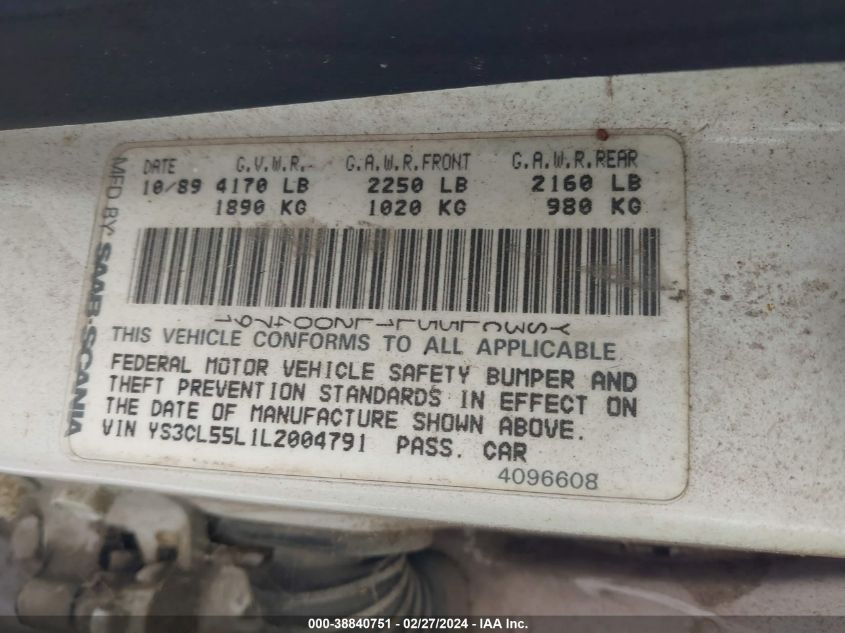 MFD BY SAAB-SCANIA
DATE G.V.W.R. G.A.W.R.FRONT G.A.W.R.REAR
10/89 4170 LB 2250 LB 2160 LB
1890 KG 1020 KG 980 KG
YS3CL55L1L2004791
THIS VEHICLE CONFORMS TO ALL APPLICABLE
FEDERAL MOTOR VEHICLE SAFETY BUMPER AND
THEFT PREVENTION STANDARDS IN EFFECT ON
THE DATE OF MANUFACTURE SHOWN ABOVE.
VIN YS3CL55L1L2004791 PASS. CAR
4096608
000-38840751 - 02/27/2024 - IAA Inc.